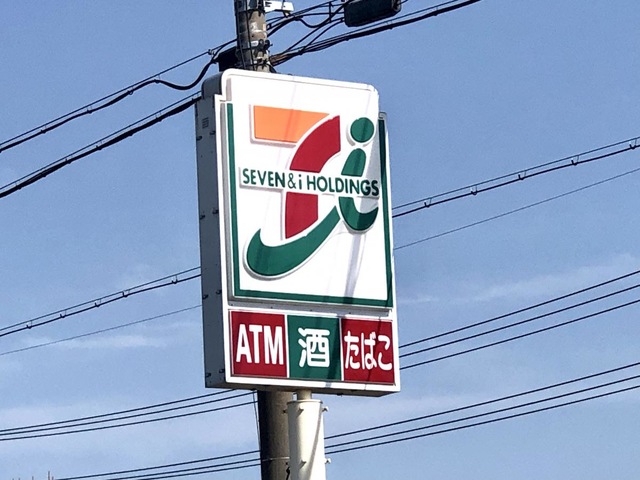 SEVEN&i HOLDINGS
ATM 酒 たばこ